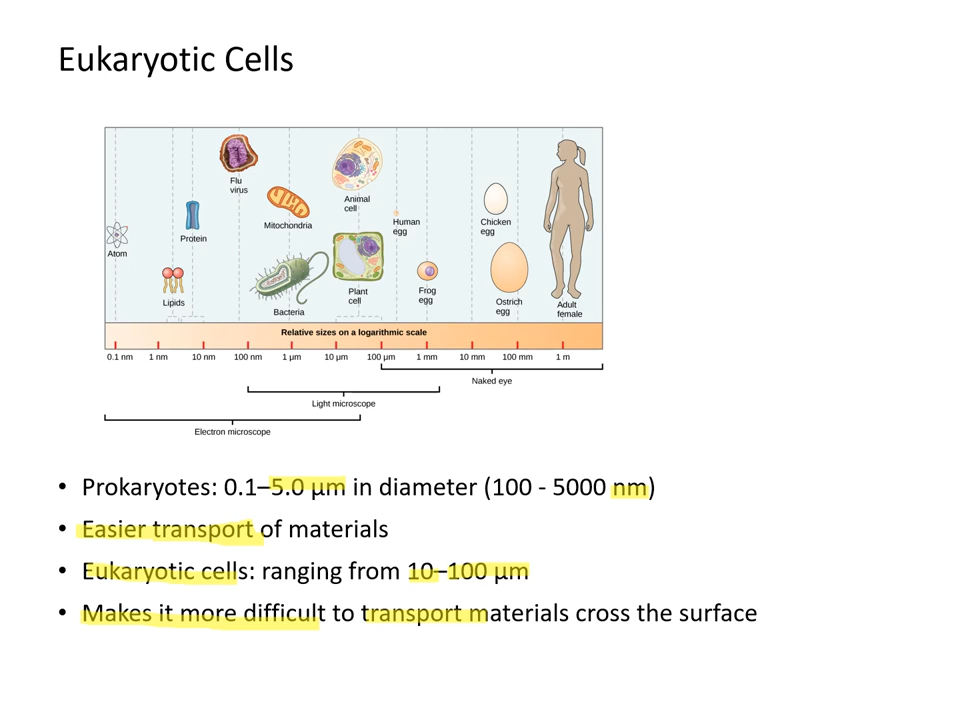 Eukaryotic Cells
Flu
virus
Animal
cell
Mitochondria
Human
egg
Chicken
egg
Protein
Atom
Lipids
Bacteria
Plant
cell
Frog
egg
Ostrich
egg
Adult
female
Relative sizes on a logarithmic scale
0.1 nm 1 nm 10 nm 100 nm 1 μm 10 μm 100 μm 1 mm 10 mm 100 mm 1 m
Naked eye
Light microscope
Electron microscope
• Prokaryotes: 0.1–5.0 μm in diameter (100 - 5000 nm)
• Easier transport of materials
• Eukaryotic cells: ranging from 10–100 μm
• Makes it more difficult to transport materials cross the surface